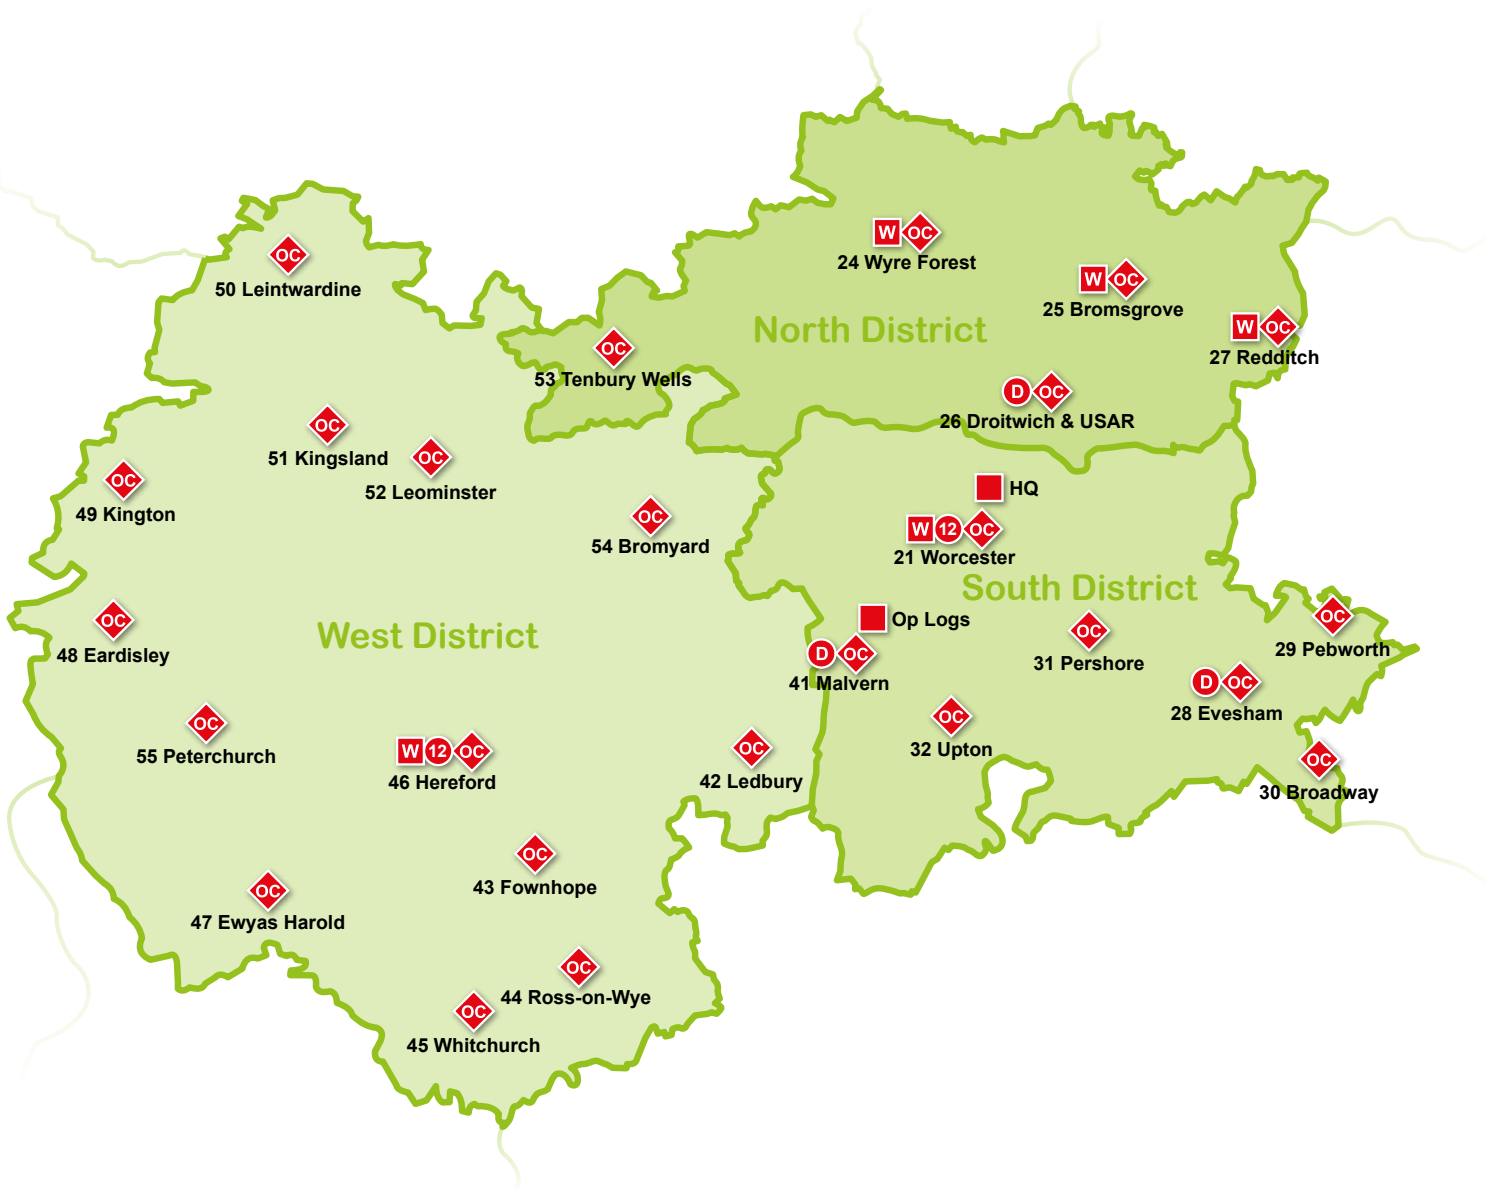 W OC
24 Wyre Forest
OC
50 Leintwardine
W OC
25 Bromsgrove
W OC
27 Redditch
North District
OC
53 Tenbury Wells
D OC
26 Droitwich & USAR
OC
51 Kingsland
OC
52 Leominster
OC
49 Kington
HQ
OC
54 Bromyard
W 12 OC
21 Worcester
South District
OC
48 Eardisley
West District
Op Logs
D OC
41 Malvern
OC
31 Pershore
OC
29 Pebworth
D OC
28 Evesham
OC
55 Peterchurch
W 12 OC
46 Hereford
OC
42 Ledbury
OC
32 Upton
OC
30 Broadway
OC
43 Fownhope
OC
47 Ewyas Harold
OC
44 Ross-on-Wye
OC
45 Whitchurch